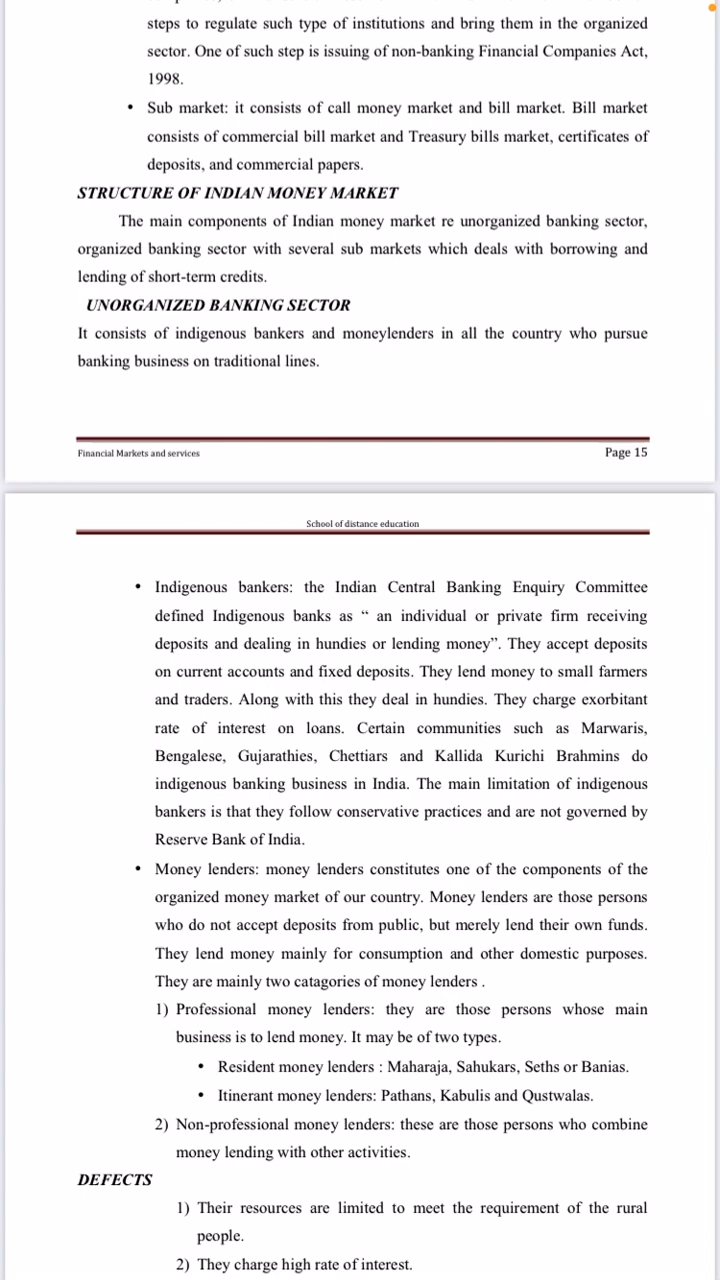 steps to regulate such type of institutions and bring them in the organized
sector. One of such step is issuing of non-banking Financial Companies Act,
1998.
• Sub market: it consists of call money market and bill market. Bill market
consists of commercial bill market and Treasury bills market, certificates of
deposits, and commercial papers.
STRUCTURE OF INDIAN MONEY MARKET
The main components of Indian money market re unorganized banking sector,
organized banking sector with several sub markets which deals with borrowing and
lending of short-term credits.
UNORGANIZED BANKING SECTOR
It consists of indigenous bankers and moneylenders in all the country who pursue
banking business on traditional lines.
Financial Markets and services Page 15
School of distance education
• Indigenous bankers: the Indian Central Banking Enquiry Committee
defined Indigenous banks as “ an individual or private firm receiving
deposits and dealing in hundies or lending money”. They accept deposits
on current accounts and fixed deposits. They lend money to small farmers
and traders. Along with this they deal in hundies. They charge exorbitant
rate of interest on loans. Certain communities such as Marwaris,
Bengalese, Gujarathies, Chettiars and Kallida Kurichi Brahmins do
indigenous banking business in India. The main limitation of indigenous
bankers is that they follow conservative practices and are not governed by
Reserve Bank of India.
• Money lenders: money lenders constitutes one of the components of the
organized money market of our country. Money lenders are those persons
who do not accept deposits from public, but merely lend their own funds.
They lend money mainly for consumption and other domestic purposes.
They are mainly two catagories of money lenders .
1) Professional money lenders: they are those persons whose main
business is to lend money. It may be of two types.
• Resident money lenders : Maharaja, Sahukars, Seths or Banias.
• Itinerant money lenders: Pathans, Kabulis and Qustwalas.
2) Non-professional money lenders: these are those persons who combine
money lending with other activities.
DEFECTS
1) Their resources are limited to meet the requirement of the rural
people.
2) They charge high rate of interest.